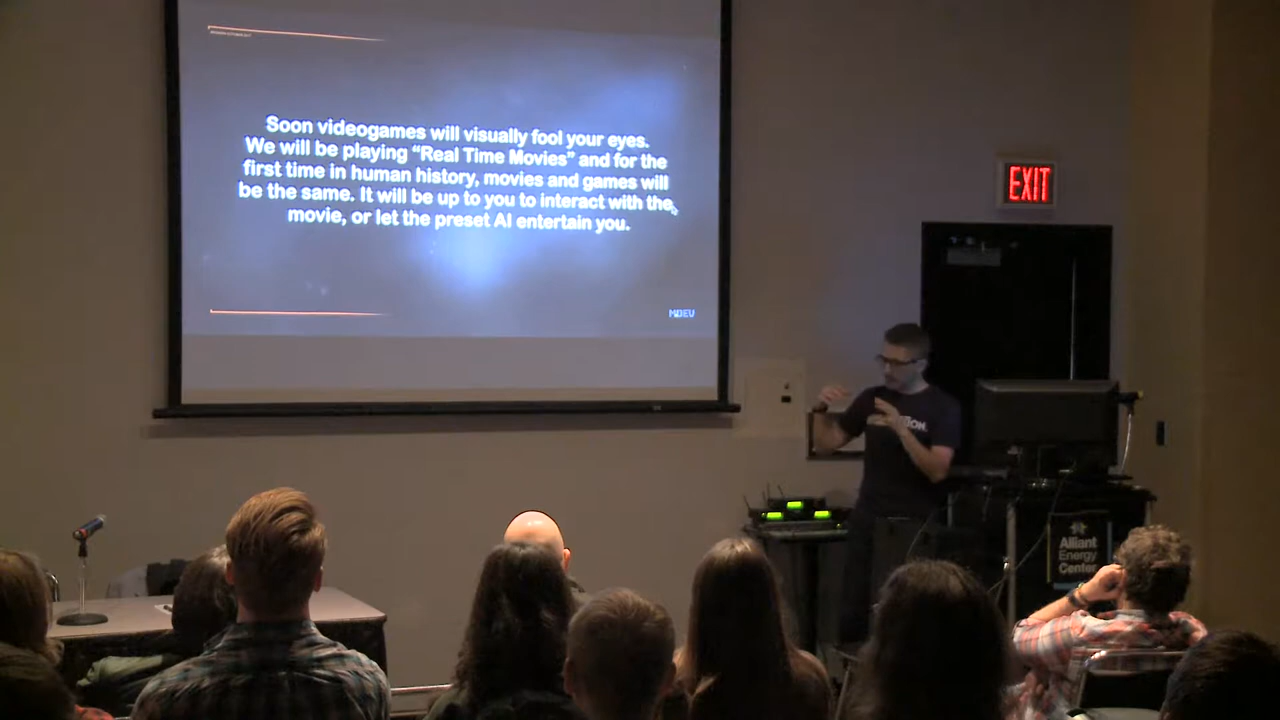 Soon videogames will visually fool your eyes.
We will be playing “Real Time Movies” and for the
first time in human history, movies and games will
be the same. It will be up to you to interact with the
movie, or let the preset AI entertain you.
MDEV
EXIT
Alliant
Energy
Center